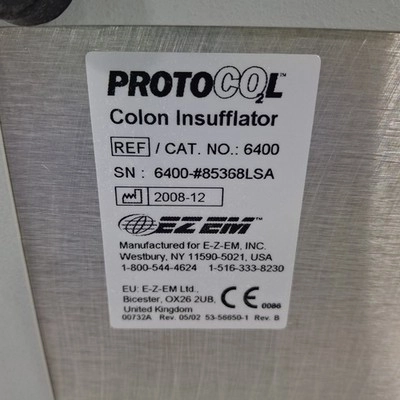 PROTOCO₂L™
Colon Insufflator
REF / CAT. NO.: 6400
SN : 6400-#85368LSA
2008-12
EZEM™
Manufactured for E-Z-EM, INC.
Westbury, NY 11590-5021, USA
1-800-544-4624 1-516-333-8230
EU: E-Z-EM Ltd.,
Bicester, OX26 2UB,
United Kingdom
CE 0086
00732A Rev. 05/02 53-56650-1 Rev. B